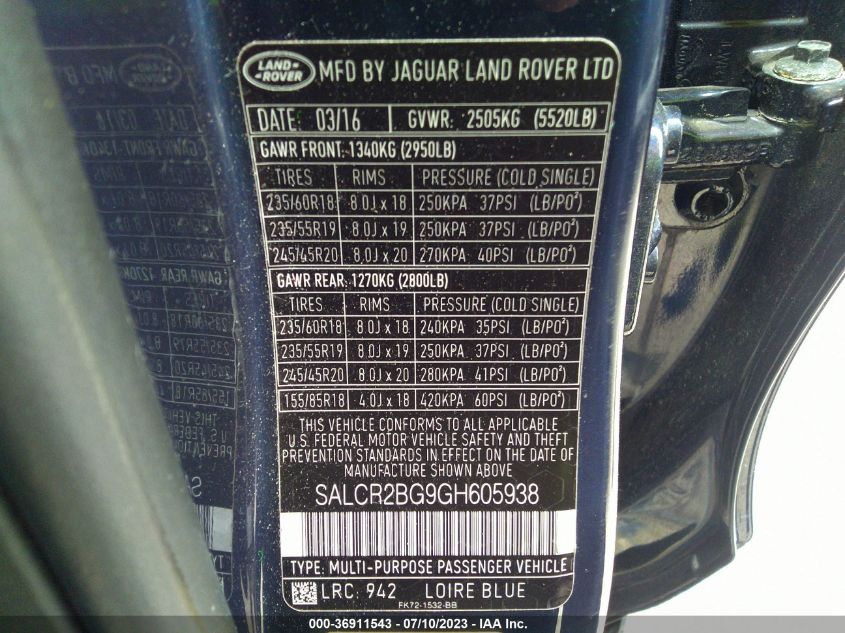 LAND-
-ROVER
MFD BY JAGUAR LAND ROVER LTD
DATE: 03/16 GVWR: 2505KG (5520LB)
GAWR FRONT: 1340KG (2950LB)
TIRES RIMS PRESSURE (COLD SINGLE)
235/60R18 8.0J x 18 250KPA 37PSI (LB/PO²)
235/55R19 8.0J x 19 250KPA 37PSI (LB/PO²)
245/45R20 8.0J x 20 270KPA 40PSI (LB/PO²)
GAWR REAR: 1270KG (2800LB)
TIRES RIMS PRESSURE (COLD SINGLE)
235/60R18 8.0J x 18 240KPA 35PSI (LB/PO²)
235/55R19 8.0J x 19 250KPA 37PSI (LB/PO²)
245/45R20 8.0J x 20 280KPA 41PSI (LB/PO²)
155/85R18 4.0J x 18 420KPA 60PSI (LB/PO²)
THIS VEHICLE CONFORMS TO ALL APPLICABLE
U.S. FEDERAL MOTOR VEHICLE SAFETY AND THEFT
PREVENTION STANDARDS IN EFFECT ON THE DATE OF
MANUFACTURE SHOWN ABOVE
SALCR2BG9GH605938
TYPE: MULTI-PURPOSE PASSENGER VEHICLE
LRC: 942 LOIRE BLUE
FK72-1532-BB
000-36911543 - 07/10/2023 - IAA Inc.